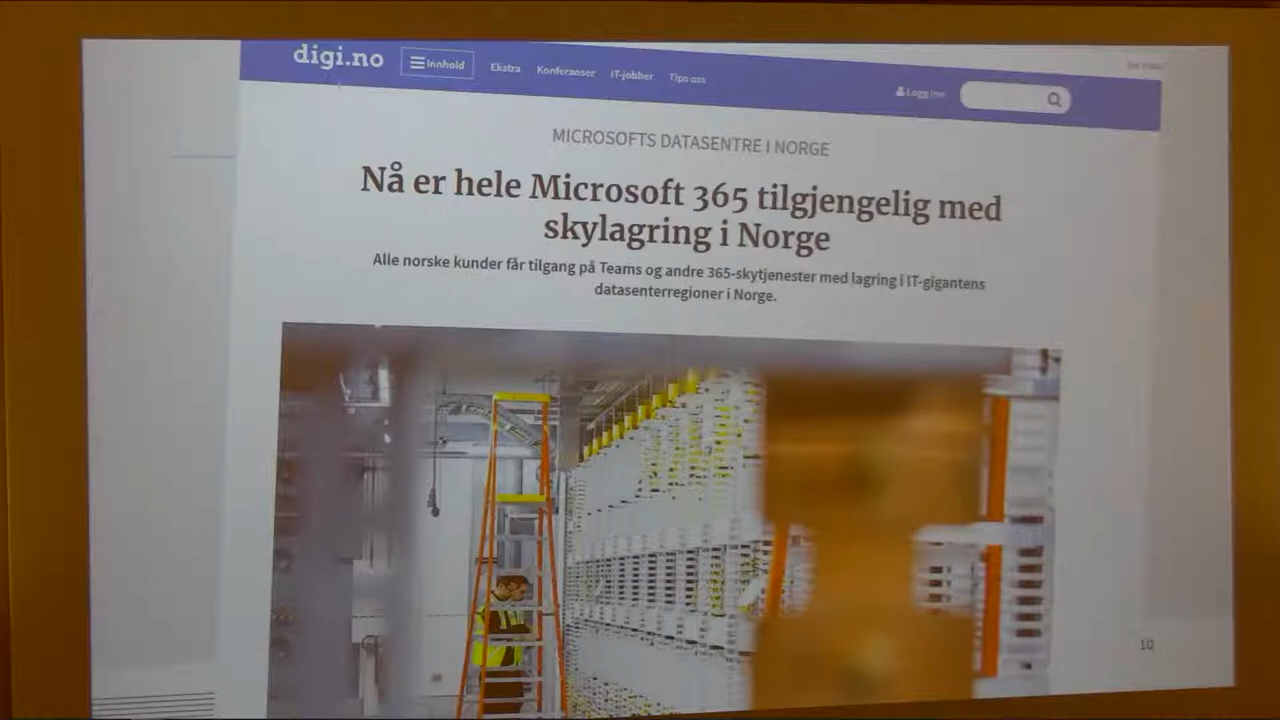 digi.no
Innhold
Ekstra Konferanser IT-jobber Tips oss
Logg inn
MICROSOFTS DATASENTRE I NORGE
Nå er hele Microsoft 365 tilgjengelig med
skylagring i Norge
Alle norske kunder får tilgang på Teams og andre 365-skytjenester med lagring i IT-gigantens
datasenterregioner i Norge.
10